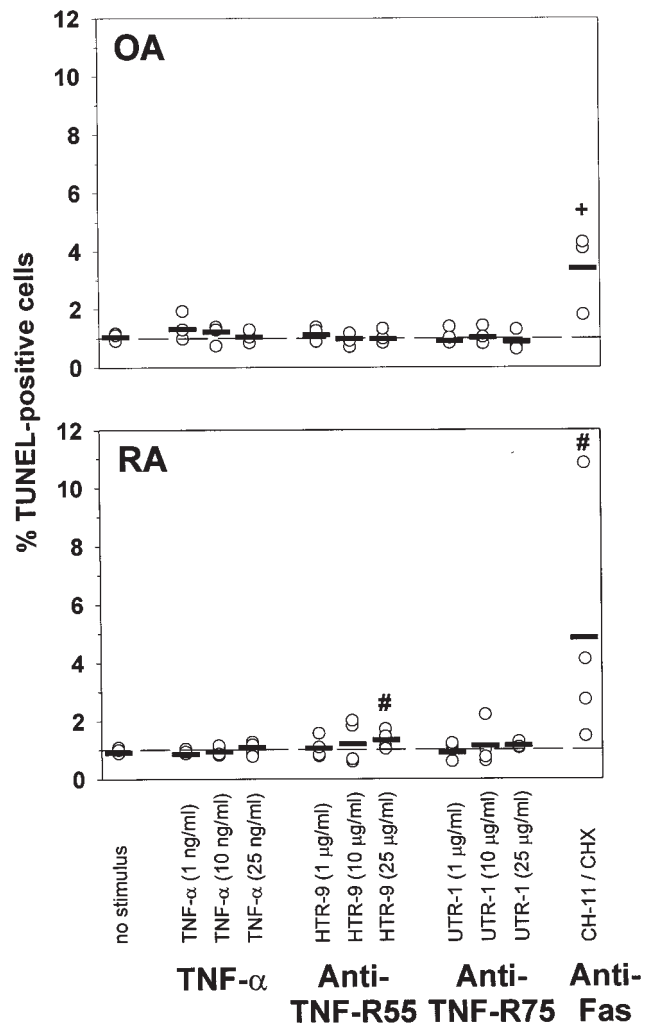 % TUNEL-positive cells
OA
12
10
8
6
4
2
0
+
RA
12
10
8
6
4
2
0
#
#
no stimulus
TNF-α (1 ng/ml)
TNF-α (10 ng/ml)
TNF-α (25 ng/ml)
HTR-9 (1 μg/ml)
HTR-9 (10 μg/ml)
HTR-9 (25 μg/ml)
UTR-1 (1 μg/ml)
UTR-1 (10 μg/ml)
UTR-1 (25 μg/ml)
CH-11 / CHX
TNF-α
Anti-
TNF-R55
Anti-
TNF-R75
Anti-
Fas